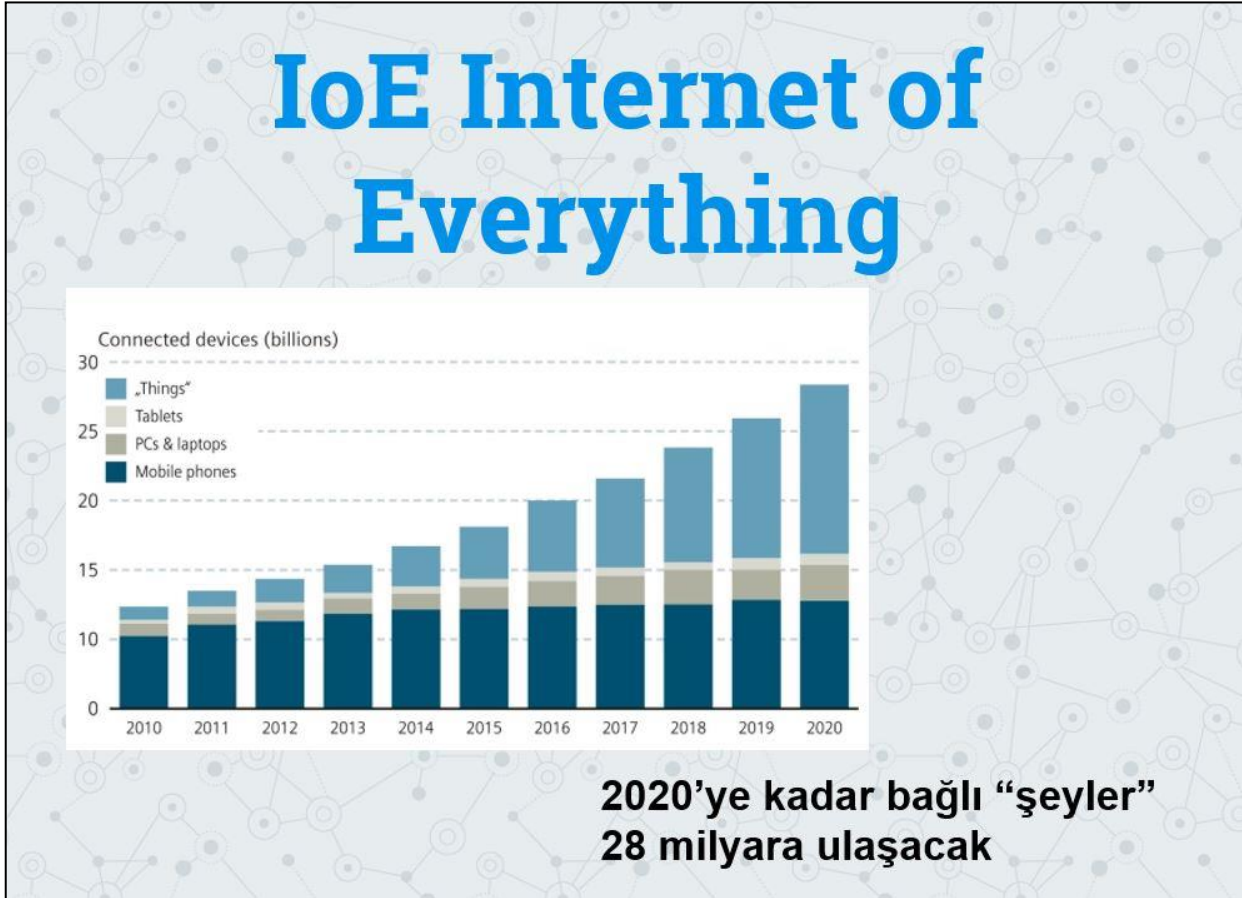 IoE Internet of
Everything
Connected devices (billions)
30
„Things“
Tablets
25
PCs & laptops
Mobile phones
20
15
10
0
2010 2011 2012 2013 2014 2015 2016 2017 2018 2019 2020
2020’ye kadar bağlı “şeyler”
28 milyara ulaşacak